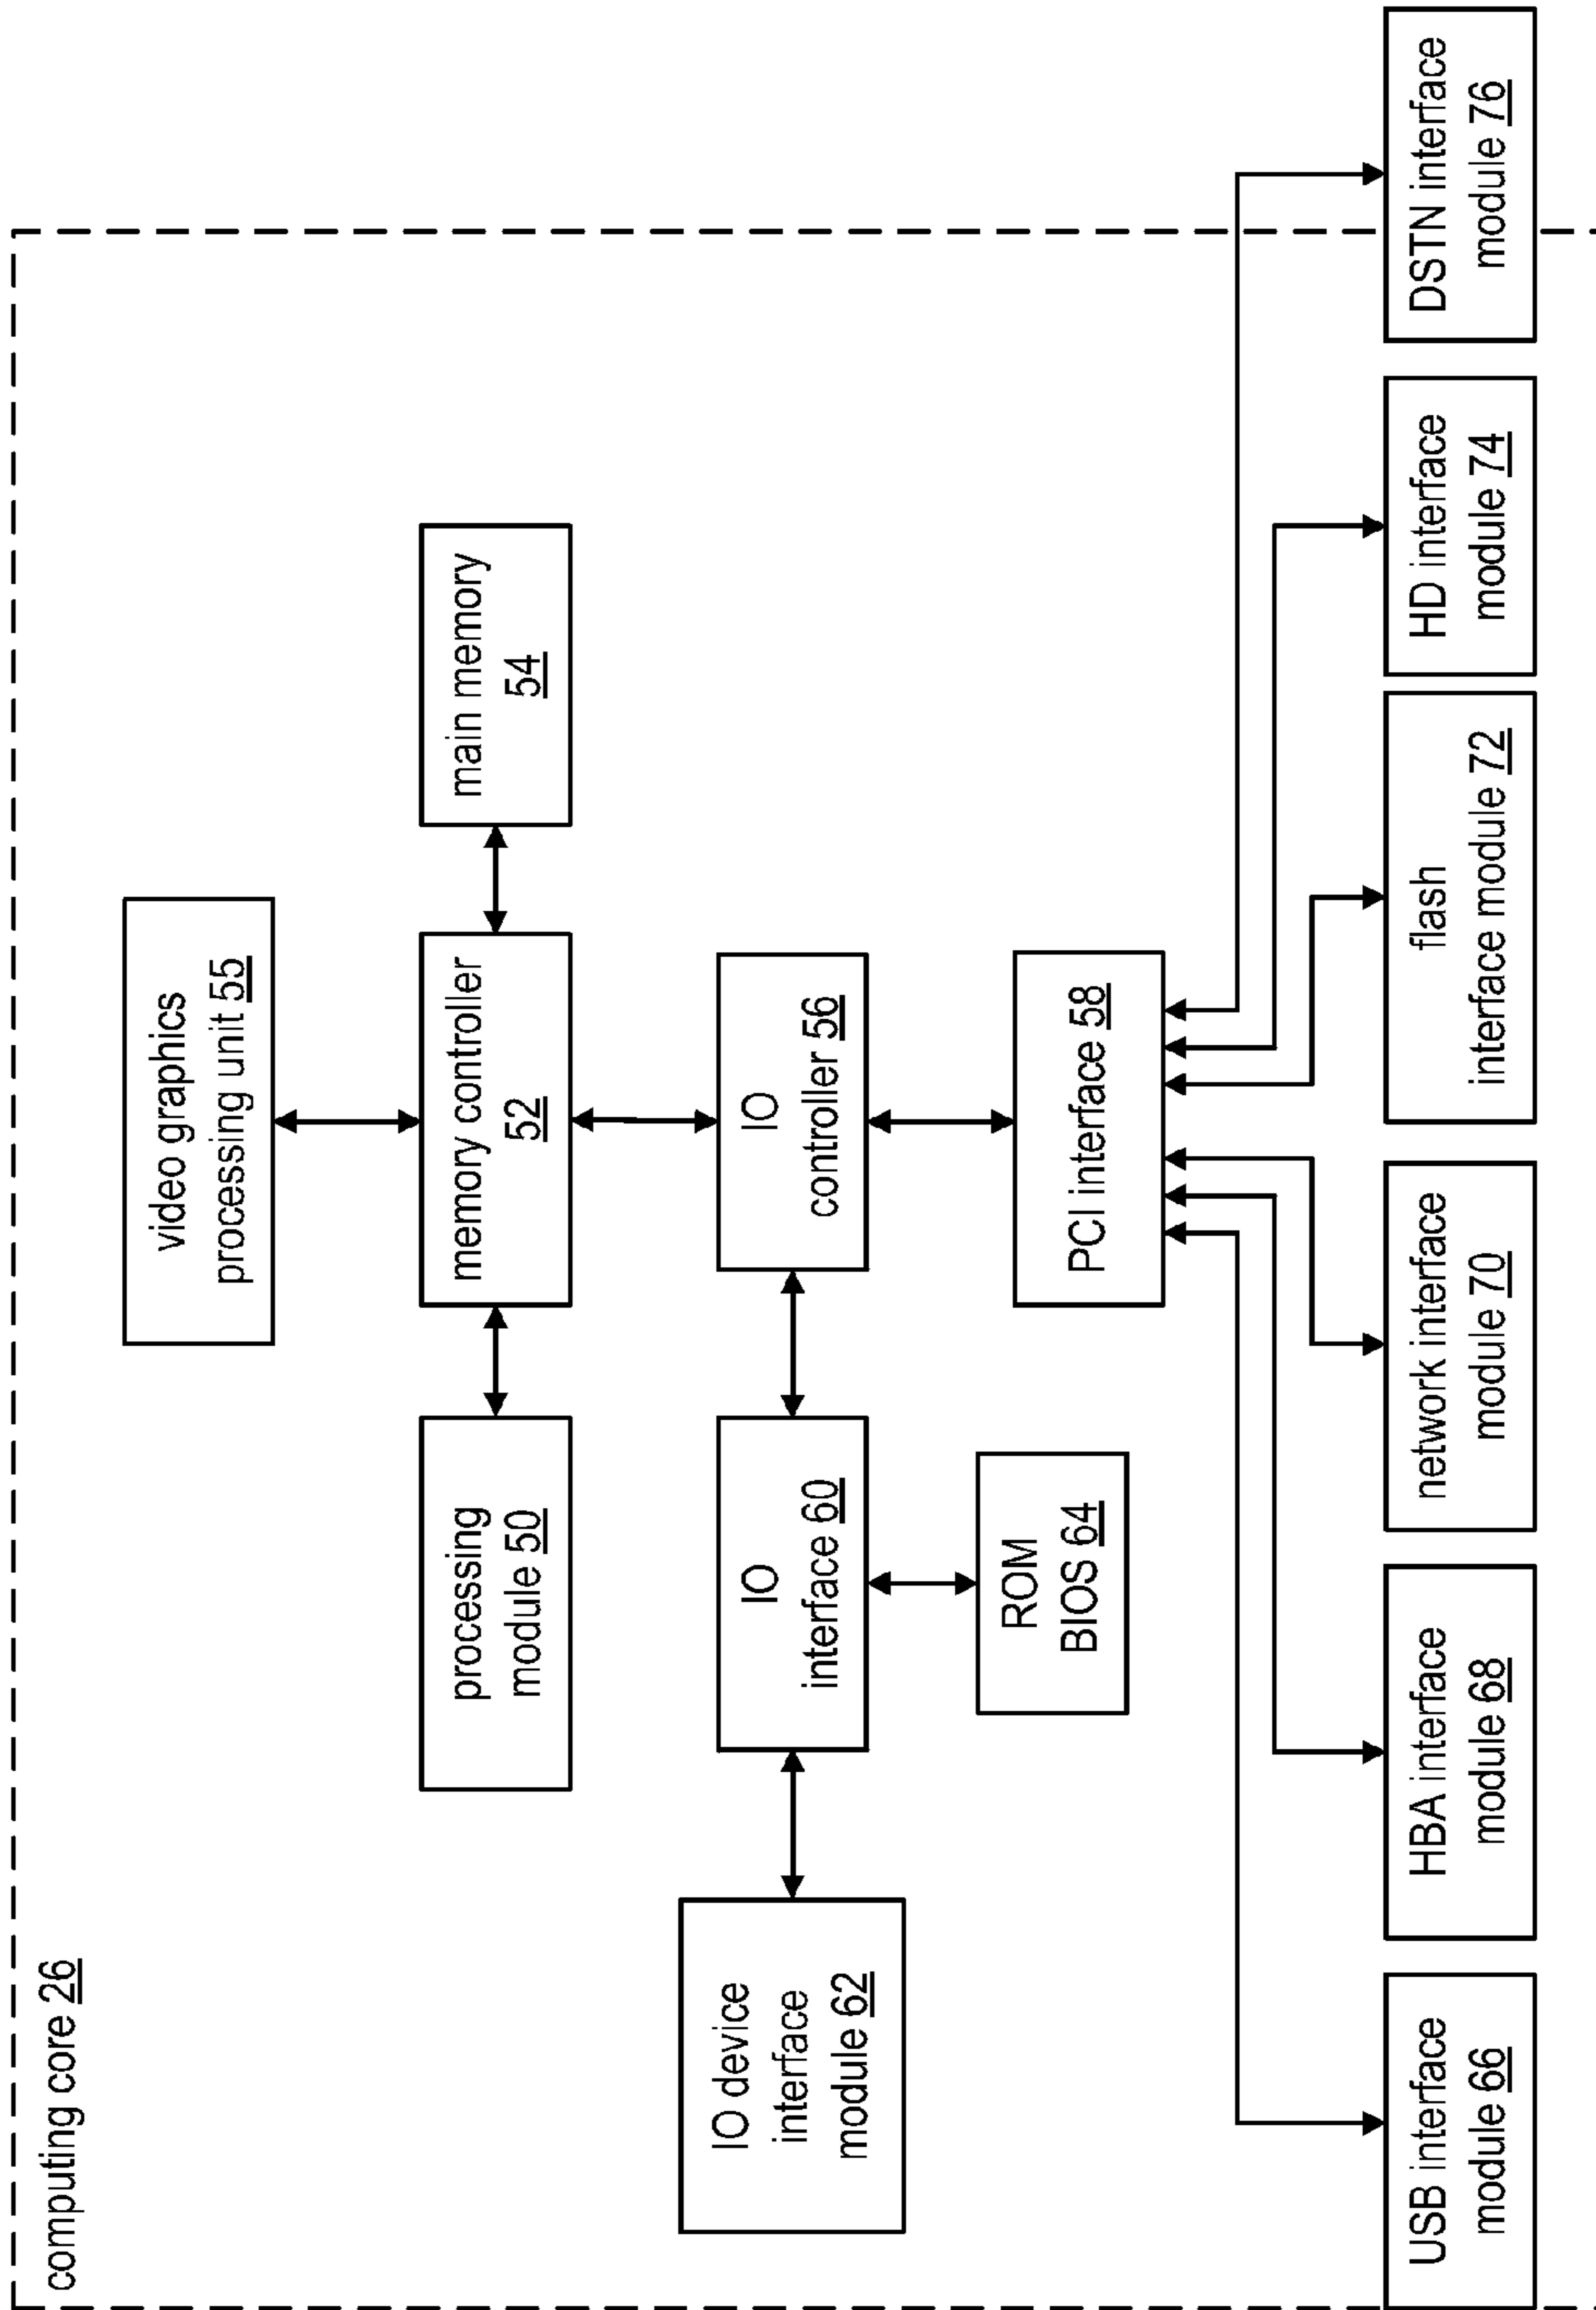 computing core 26
video graphics
processing unit 55
processing
module 50
memory controller
52
main memory
54
IO device
interface
module 62
IO
interface 60
IO
controller 56
ROM
BIOS 64
PCI interface 58
USB interface
module 66
HBA interface
module 68
network interface
module 70
flash
interface module 72
HD interface
module 74
DSTN interface
module 76